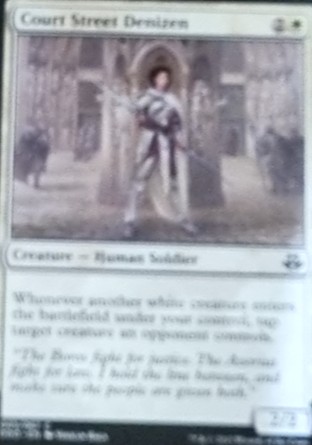 Court Street Denizen 2
Creature — Human Soldier
Whenever another white creature enters
the battlefield under your control, tap
target creature an opponent controls.
"The Boros fight for justice. The Azorius
fight for law. I hold the line between, and
make sure the people are given both."
2/2